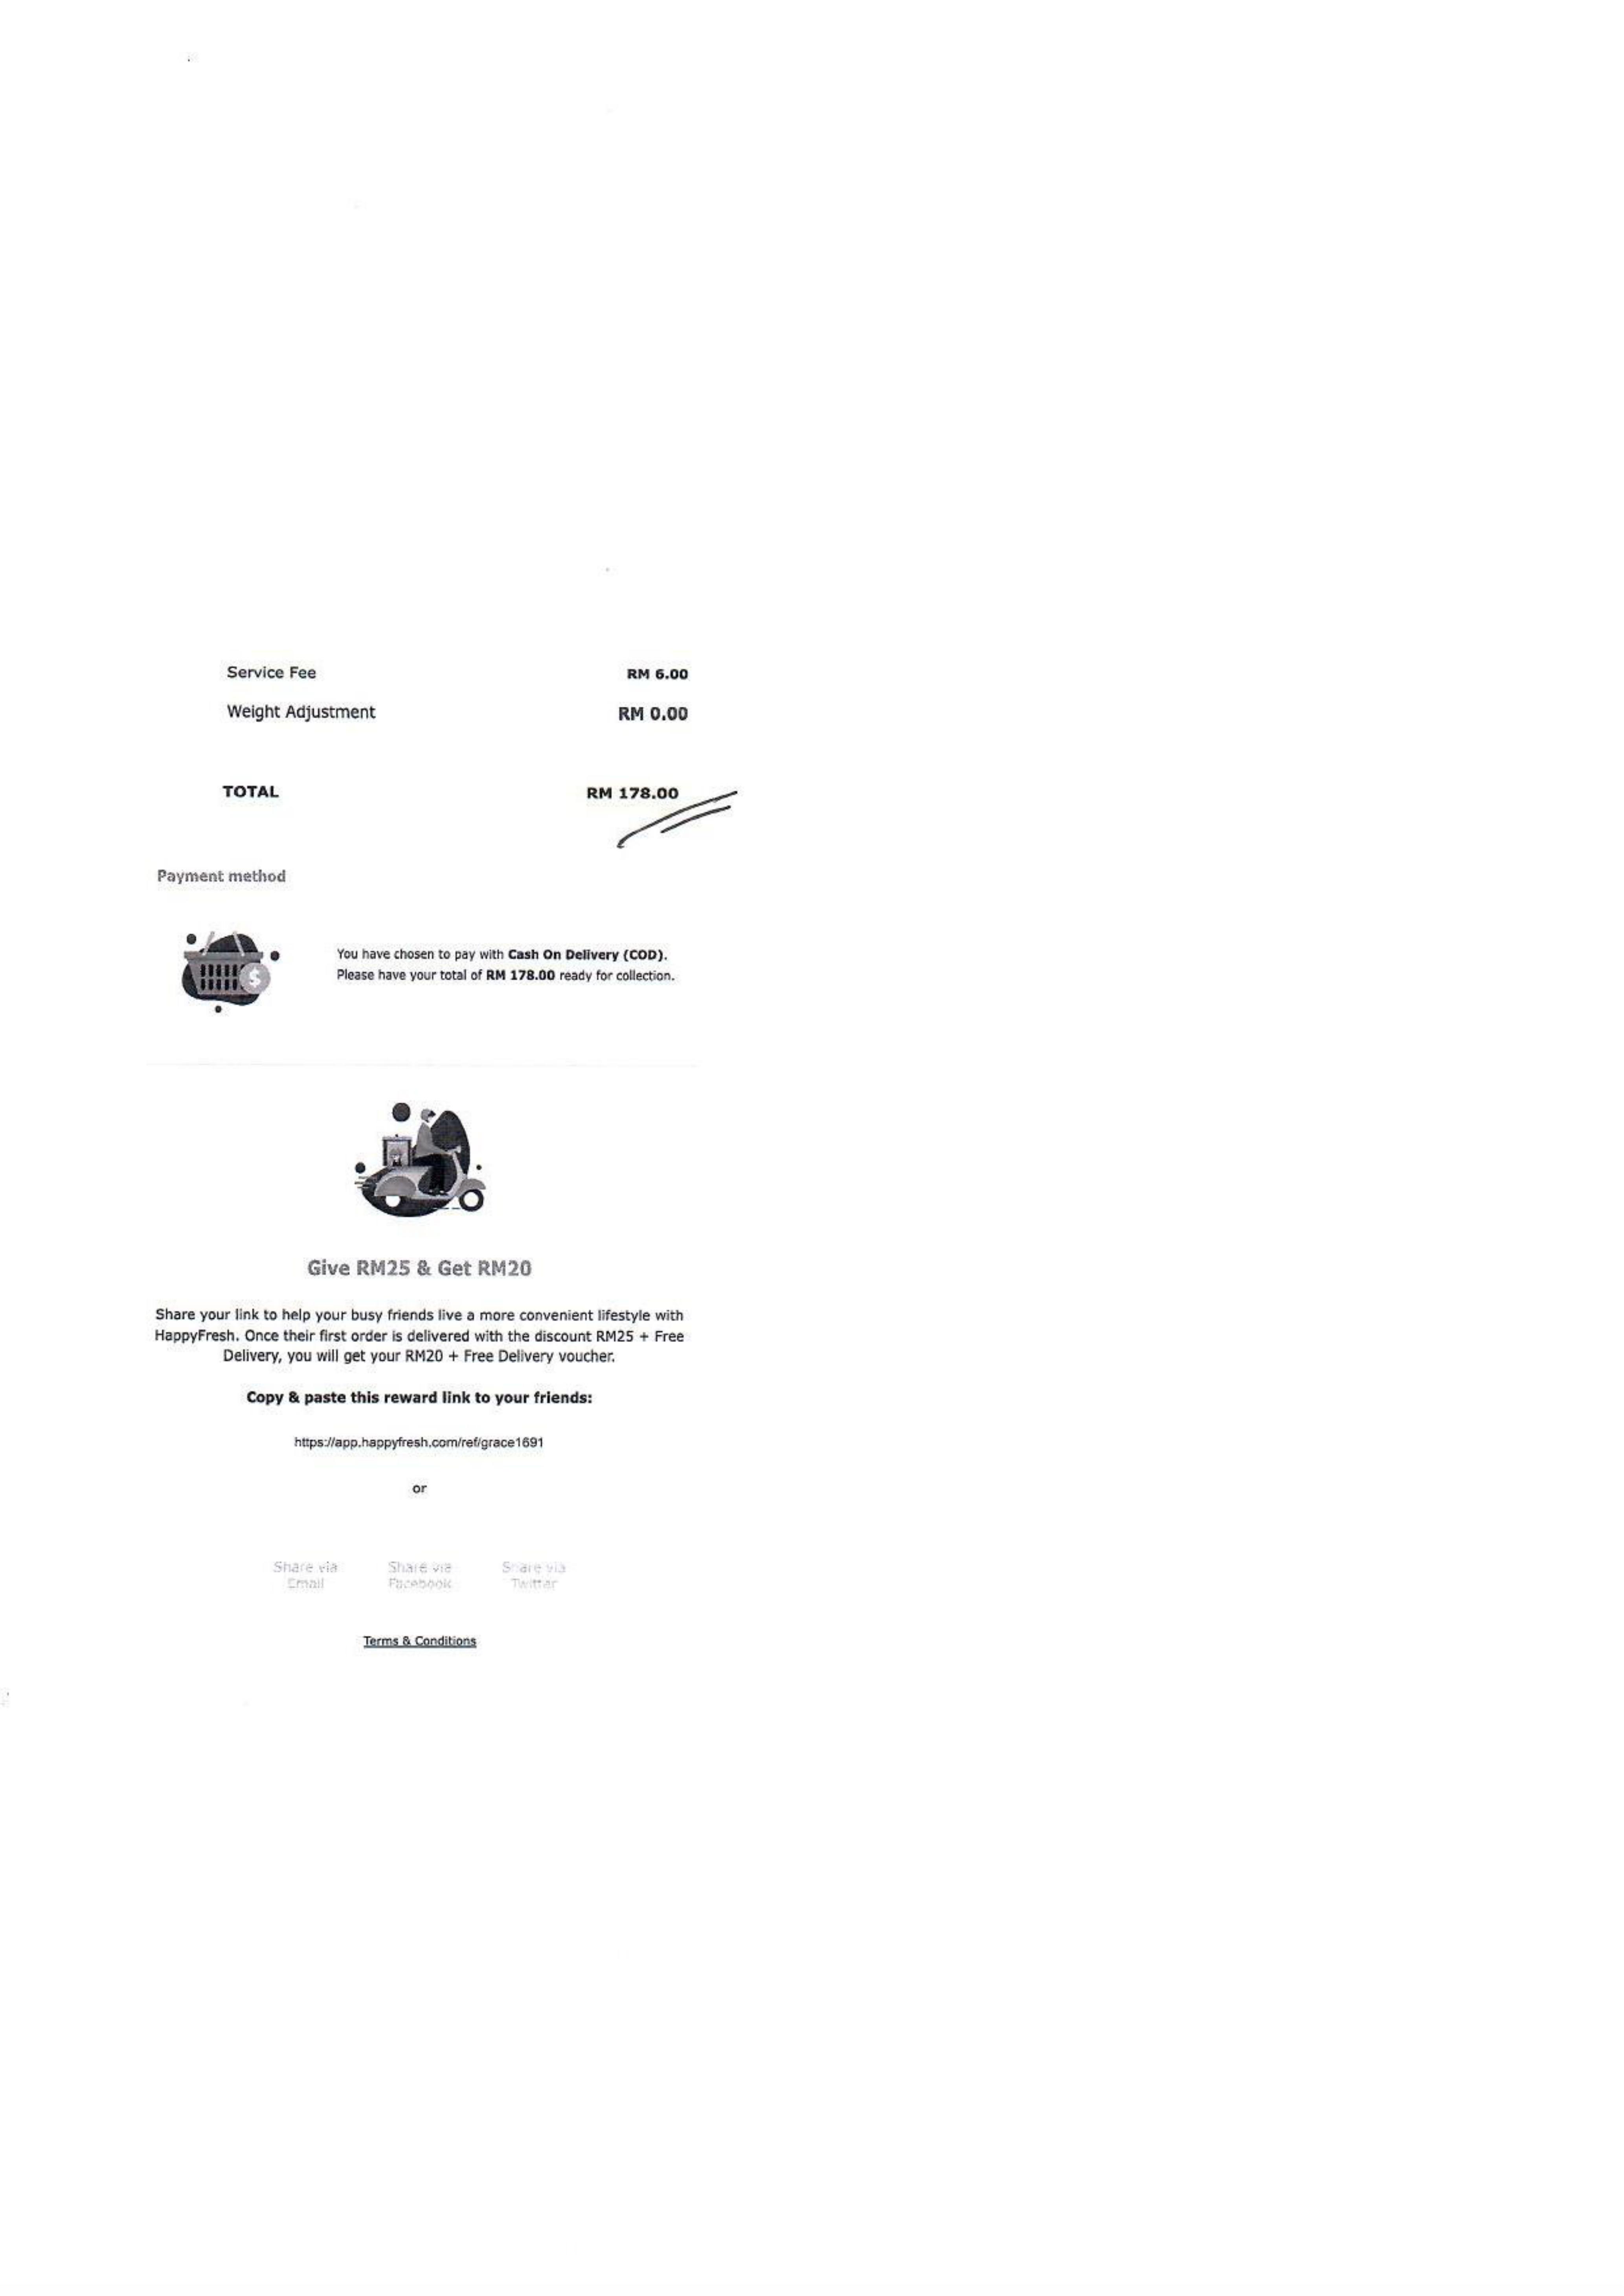 Service Fee RM 6.00
Weight Adjustment RM 0.00
TOTAL RM 178.00
Payment method
$
You have chosen to pay with Cash On Delivery (COD).
Please have your total of RM 178.00 ready for collection.
Give RM25 & Get RM20
Share your link to help your busy friends live a more convenient lifestyle with
HappyFresh. Once their first order is delivered with the discount RM25 + Free
Delivery, you will get your RM20 + Free Delivery voucher.
Copy & paste this reward link to your friends:
https://app.happyfresh.com/ref/grace1691
or
Share via Share via Share via
Email Facebook Twitter
Terms & Conditions